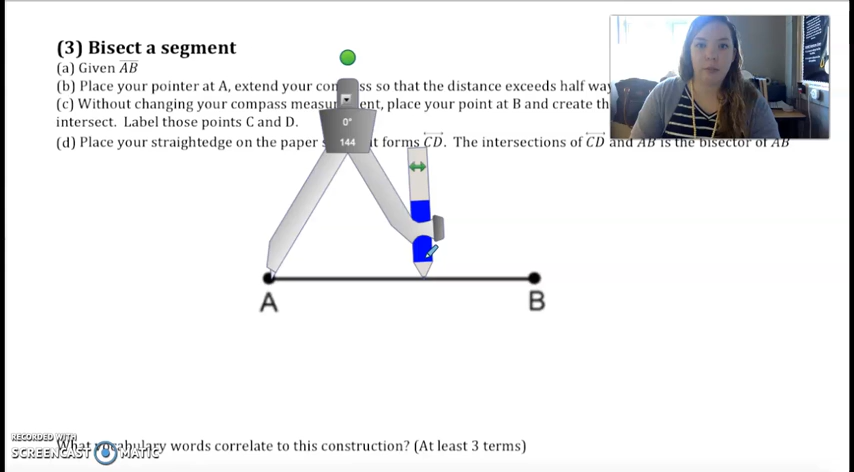 (3) Bisect a segment
(a) Given AB
(b) Place your pointer at A, extend your ss so that the distance exceeds half way
(c) Without changing your compass ent, place your point at B and create th
intersect. Label those points C and D.
(d) Place your straightedge on the paper t forms CD. The intersections of CD and AB is the bisector of AB
0°
144
A
B
What vocabulary words correlate to this construction? (At least 3 terms)
RECORDED WITH
SCREENCAST MATIC